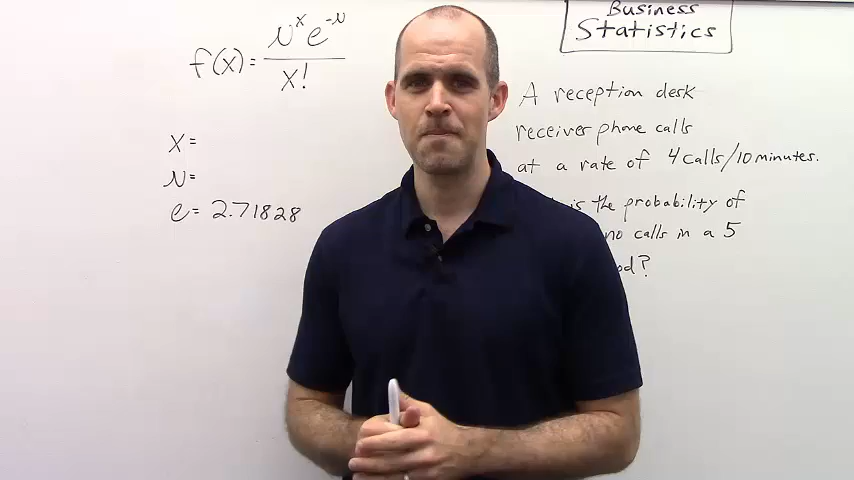 Business
Statistics
f(x) = μ^x e^-μ / x!
x =
μ =
e = 2.71828
A reception desk
receives phone calls
at a rate of 4 calls/10 minutes.
is the probability of
no calls in a 5